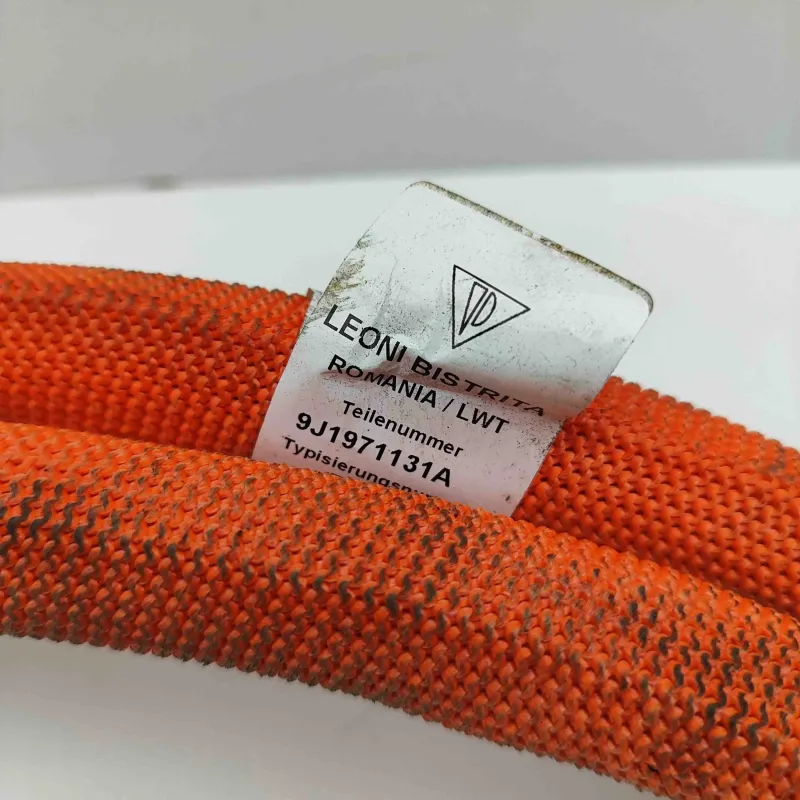 LEONI BISTRITA
ROMANIA / LWT
Teilenummer
9J1971131A